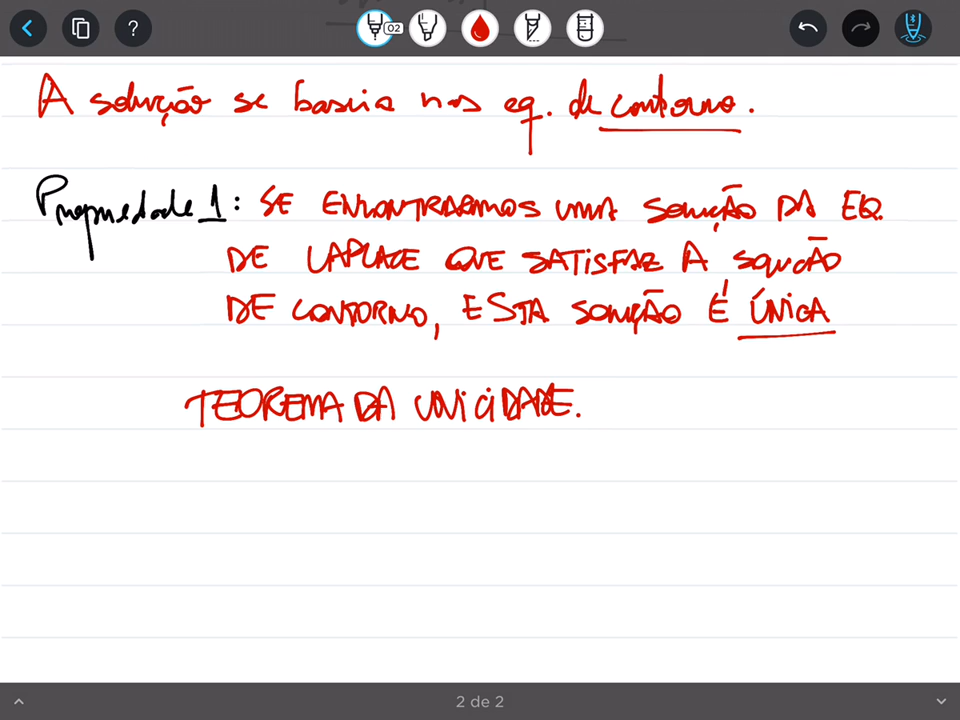 02
?
A solução se baseia nas eq. de contorno.
Propriedade 1: SE ENCONTRARMOS UMA SOLUÇÃO DA EQ.
DE LAPLACE QUE SATISFAZ A EQUAÇÃO
DE CONTORNO, ESTA SOLUÇÃO É ÚNICA
TEOREMA DA UNICIDADE.
2 de 2